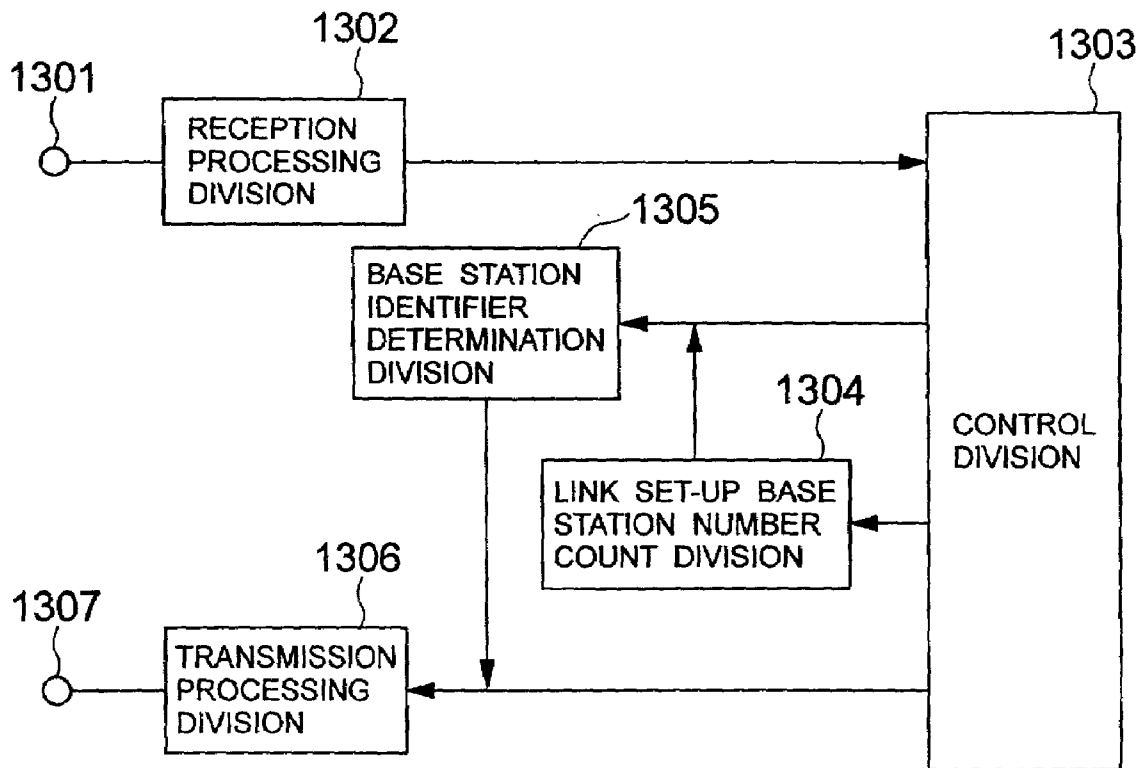 1302
1303
1301
RECEPTION
PROCESSING
DIVISION
1305
BASE STATION
IDENTIFIER
DETERMINATION
DIVISION
1304
CONTROL
DIVISION
LINK SET-UP BASE
STATION NUMBER
COUNT DIVISION
1306
1307
TRANSMISSION
PROCESSING
DIVISION